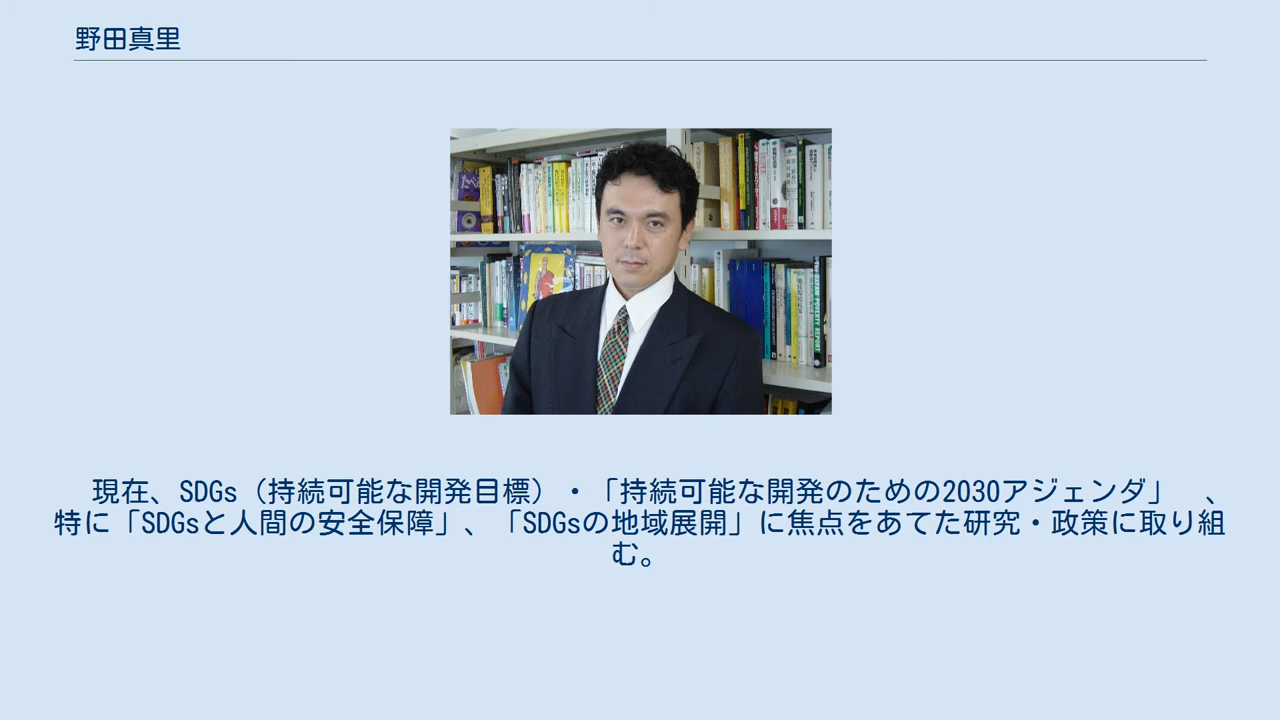 野田真里
OXFAM POVERTY REPORT
現在、SDGs（持続可能な開発目標）・「持続可能な開発のための2030アジェンダ」　、
特に「SDGsと人間の安全保障」、「SDGsの地域展開」に焦点をあてた研究・政策に取り組
む。